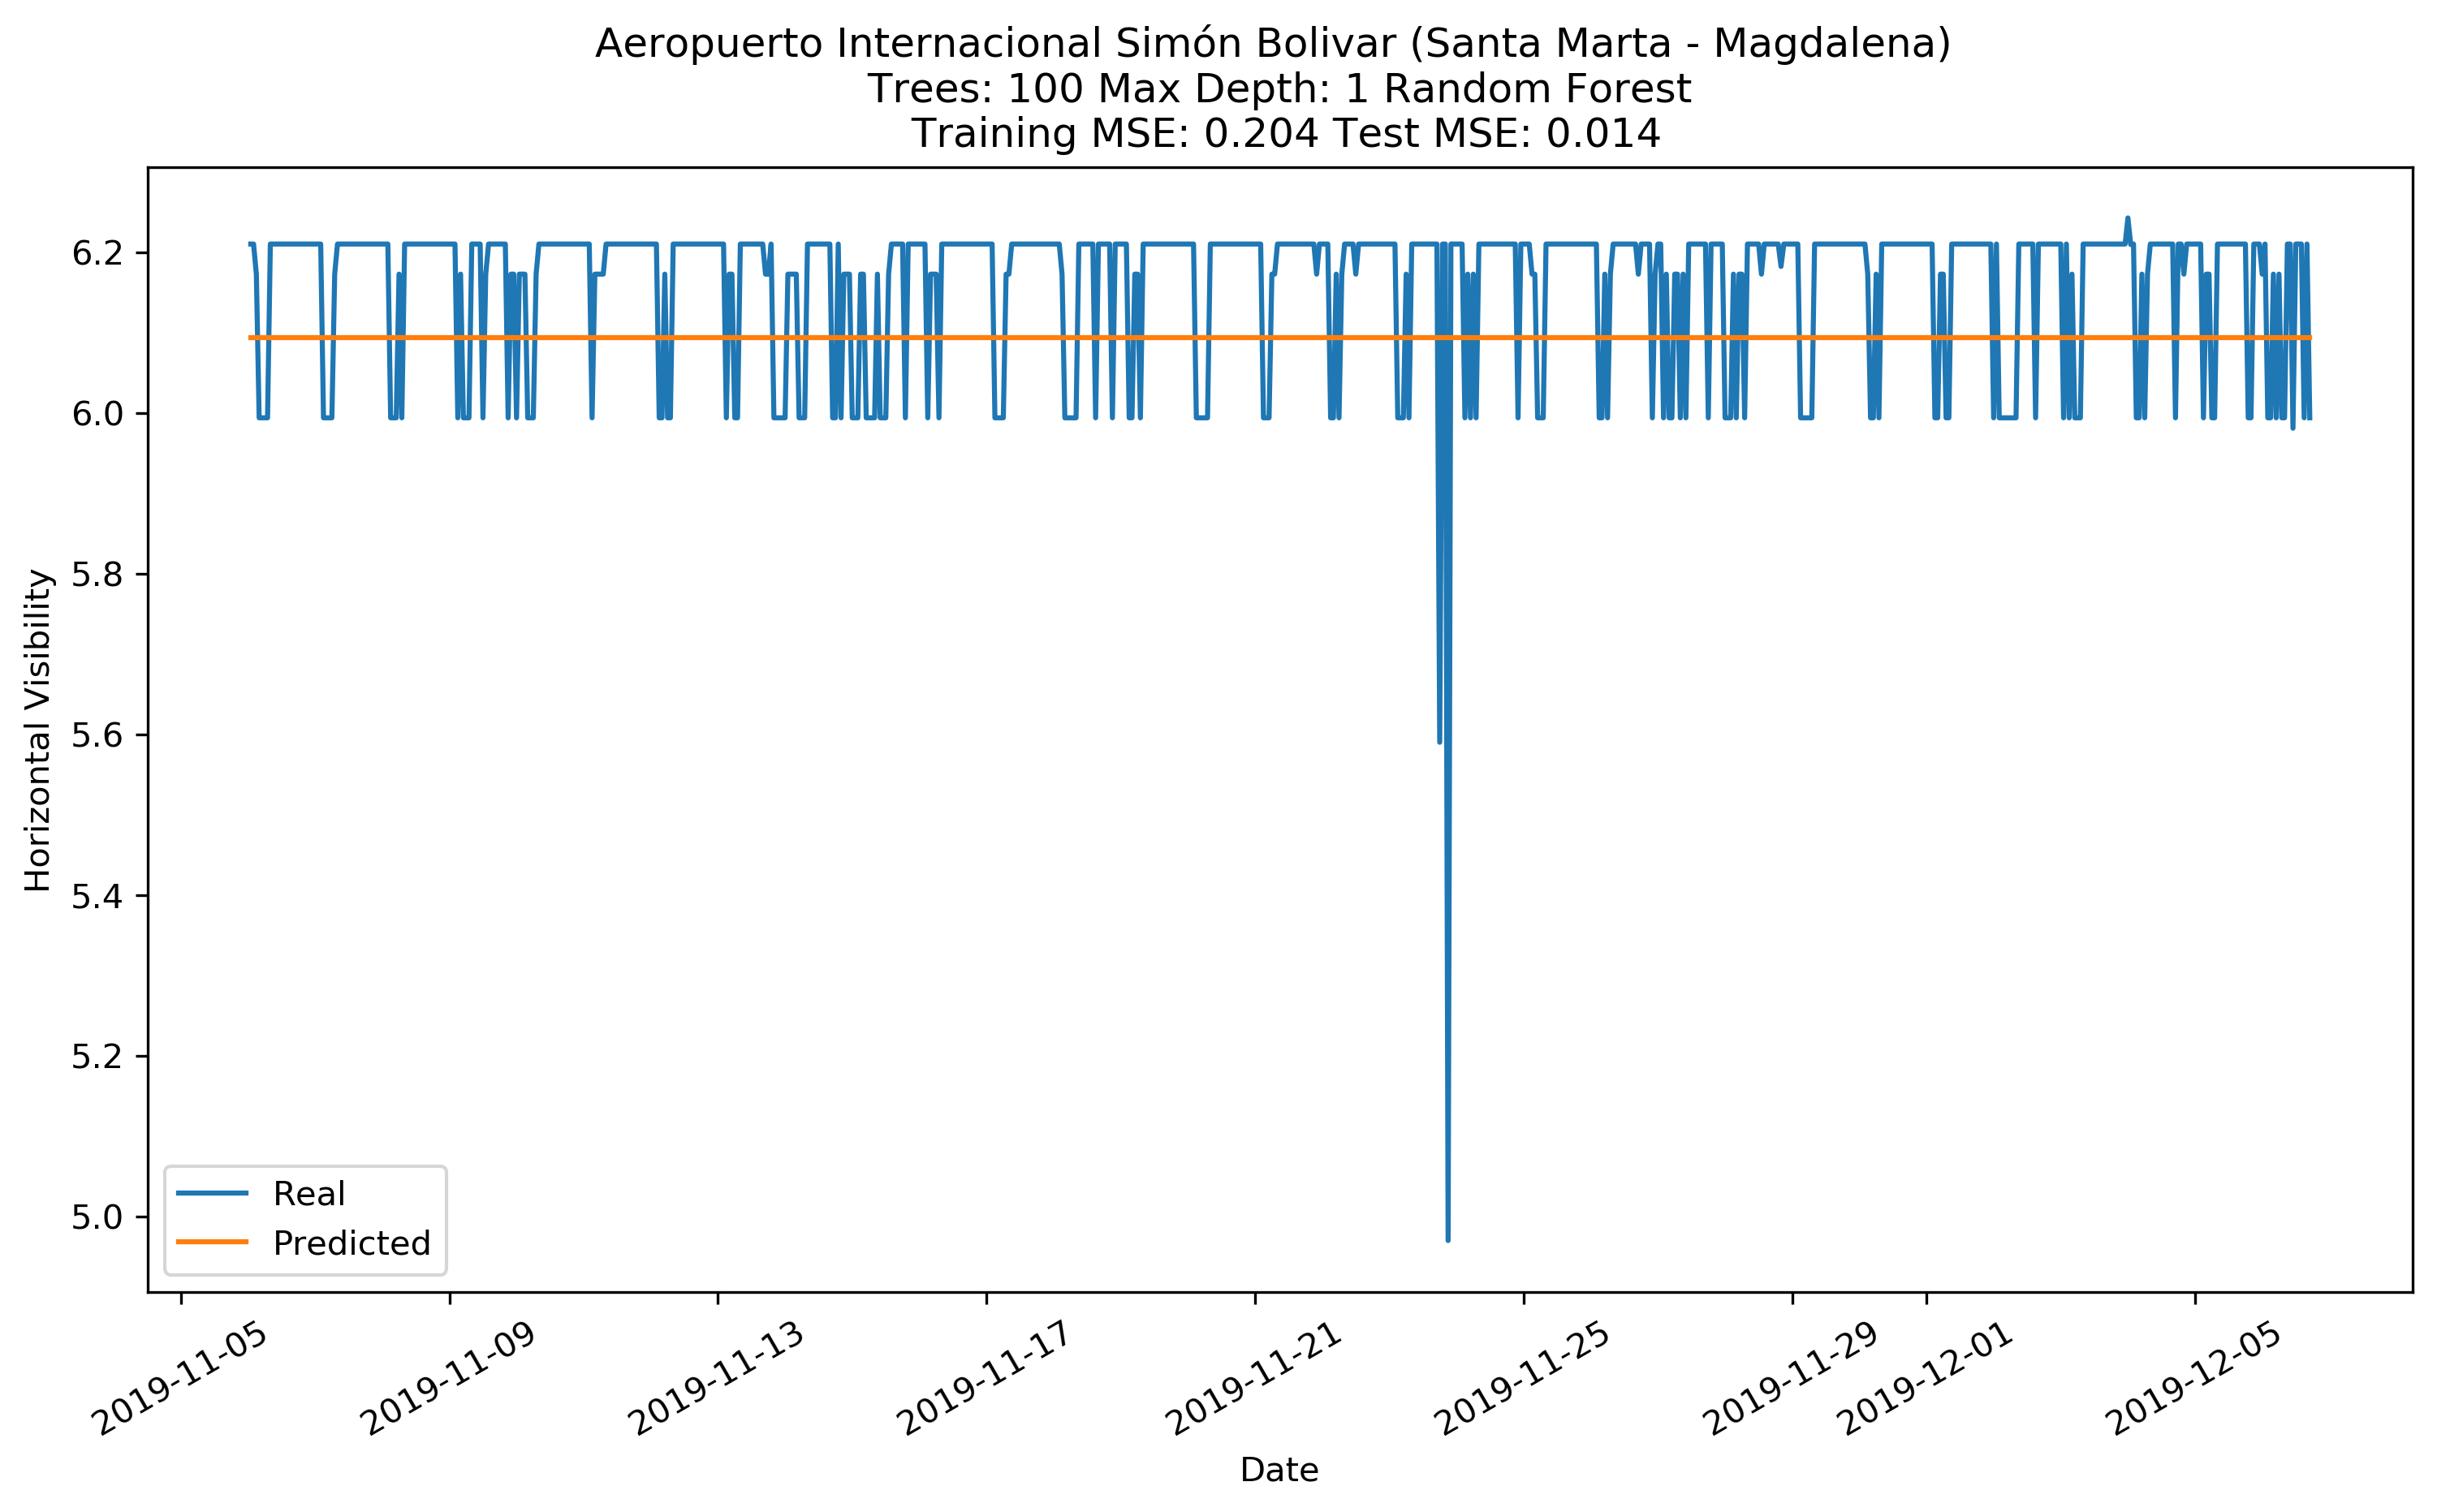 Aeropuerto Internacional Simón Bolivar (Santa Marta - Magdalena)
Trees: 100 Max Depth: 1 Random Forest
Training MSE: 0.204 Test MSE: 0.014
6.2
6.0
5.8
5.6
5.4
5.2
5.0
Horizontal Visibility
Real
Predicted
2019-11-05
2019-11-09
2019-11-13
2019-11-17
2019-11-21
2019-11-25
2019-11-29
2019-12-01
2019-12-05
Date